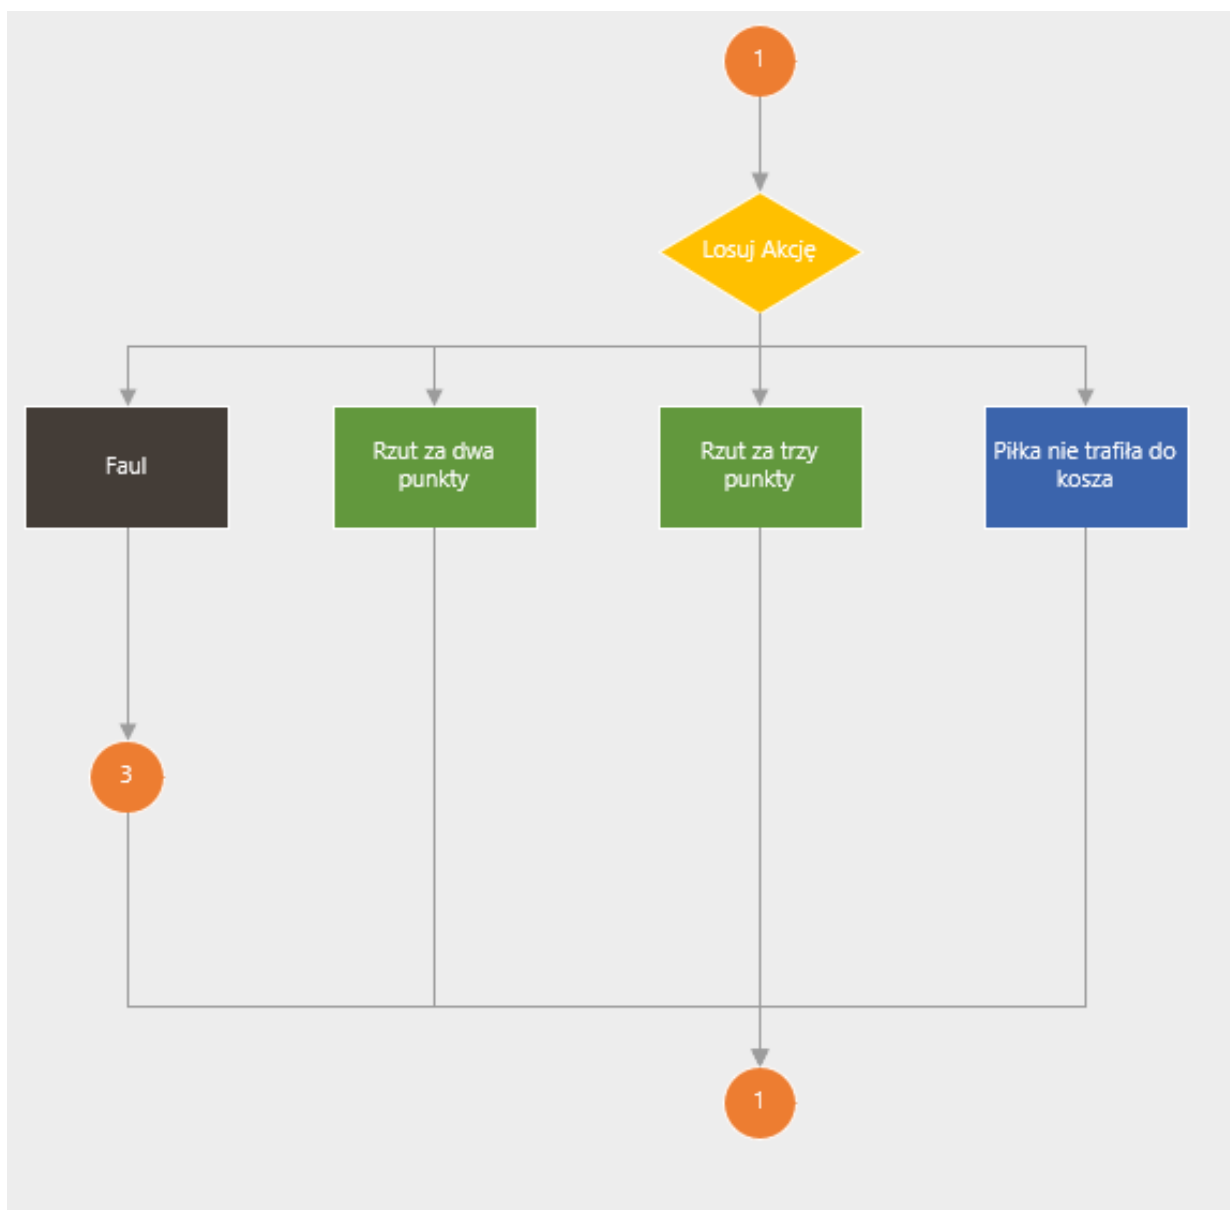 1
Losuj Akcję
Faul
Rzut za dwa
punkty
Rzut za trzy
punkty
Piłka nie trafiła do
kosza
3
1